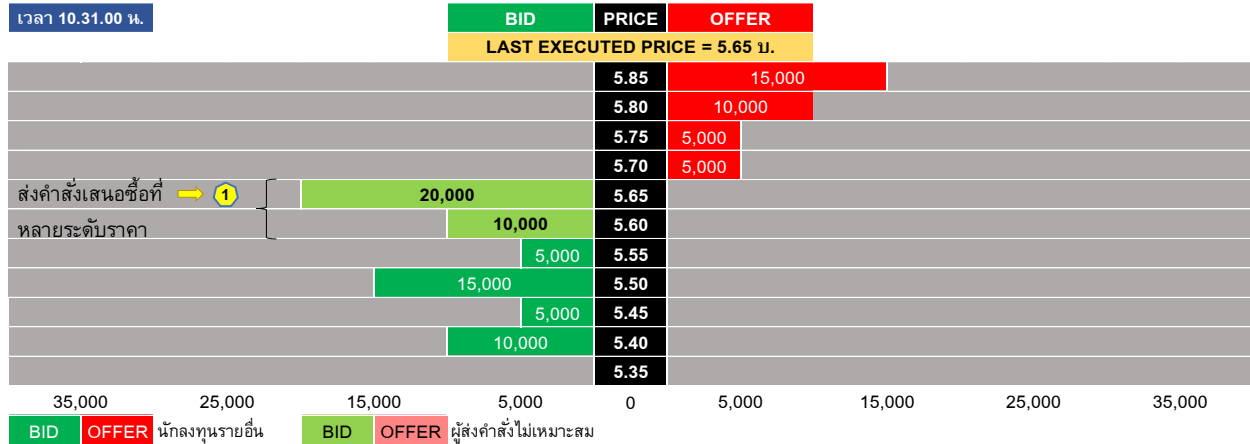 เวลา 10.31.00 น. BID PRICE OFFER
LAST EXECUTED PRICE = 5.65 บ.
5.85 15,000
5.80 10,000
5.75 5,000
5.70 5,000
ส่งคำสั่งเสนอซื้อที่ 1 20,000 5.65
หลายระดับราคา 10,000 5.60
5,000 5.55
15,000 5.50
5,000 5.45
10,000 5.40
5.35
35,000 25,000 15,000 5,000 0 5,000 15,000 25,000 35,000
BID OFFER นักลงทุนรายอื่น BID OFFER ผู้ส่งคำสั่งไม่เหมาะสม